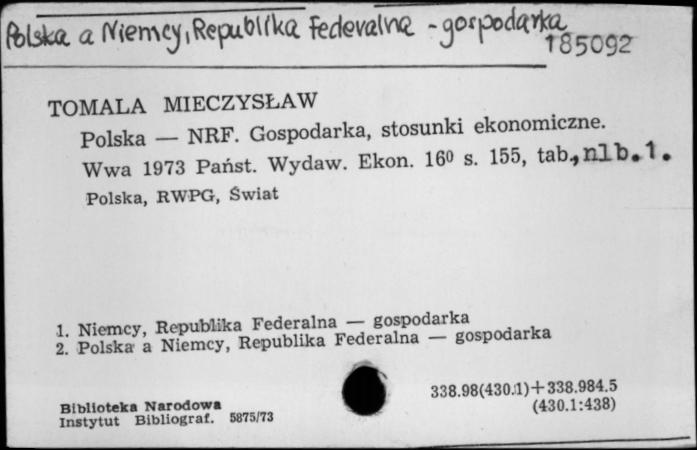 Polska a Niemcy, Republika Federalna - gospodarka
185092
TOMALA MIECZYSŁAW
Polska — NRF. Gospodarka, stosunki ekonomiczne.
Wwa 1973 Państ. Wydaw. Ekon. 16⁰ s. 155, tab., nlb. 1.
Polska, RWPG, Świat
1. Niemcy, Republika Federalna — gospodarka
2. Polska a Niemcy, Republika Federalna — gospodarka
338.98(430.1)+338.984.5
(430.1:438)
Biblioteka Narodowa
Instytut Bibliograf. 5875/73